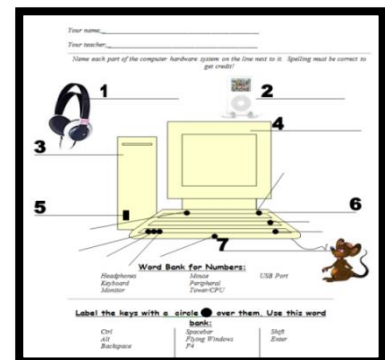 Your name:
Your teacher:
Name each part of the computer hardware system on the line next to it. Spelling must be correct to
get credit!
1
2
3
4
5
6
7
Word Bank for Numbers:
Headphones Mouse USB Port
Keyboard Peripheral
Monitor Tower/CPU
Label the keys with a circle over them. Use this word
bank:
Ctrl Spacebar Shift
Alt Flying Windows Enter
Backspace F4